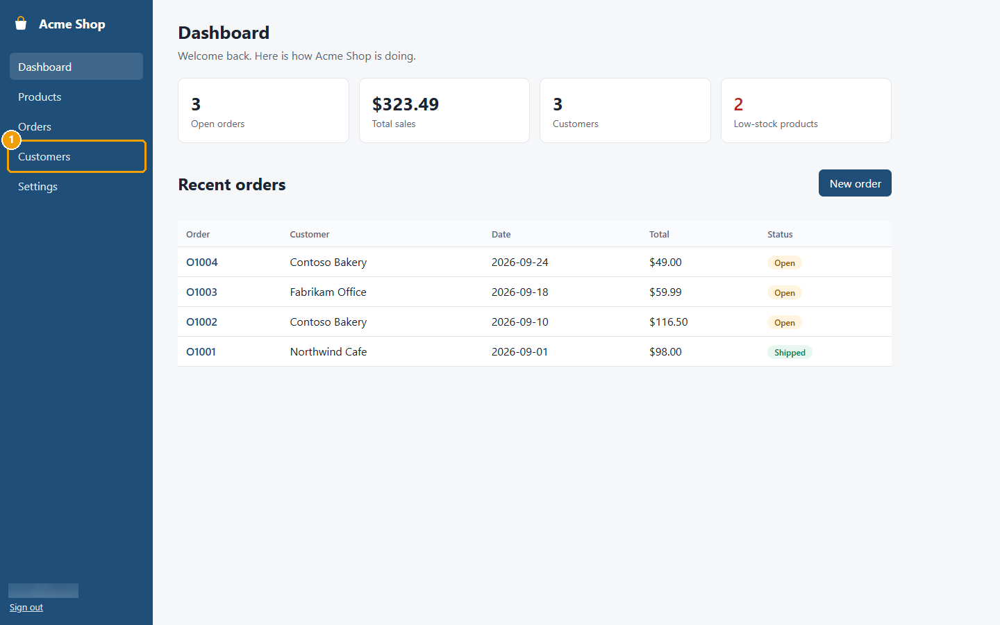 Acme Shop
Dashboard
Products
Orders
1
Customers
Settings
Sign out
Dashboard
Welcome back. Here is how Acme Shop is doing.
3
Open orders
$323.49
Total sales
3
Customers
2
Low-stock products
Recent orders
New order
Order Customer Date Total Status
O1004 Contoso Bakery 2026-09-24 $49.00 Open
O1003 Fabrikam Office 2026-09-18 $59.99 Open
O1002 Contoso Bakery 2026-09-10 $116.50 Open
O1001 Northwind Cafe 2026-09-01 $98.00 Shipped